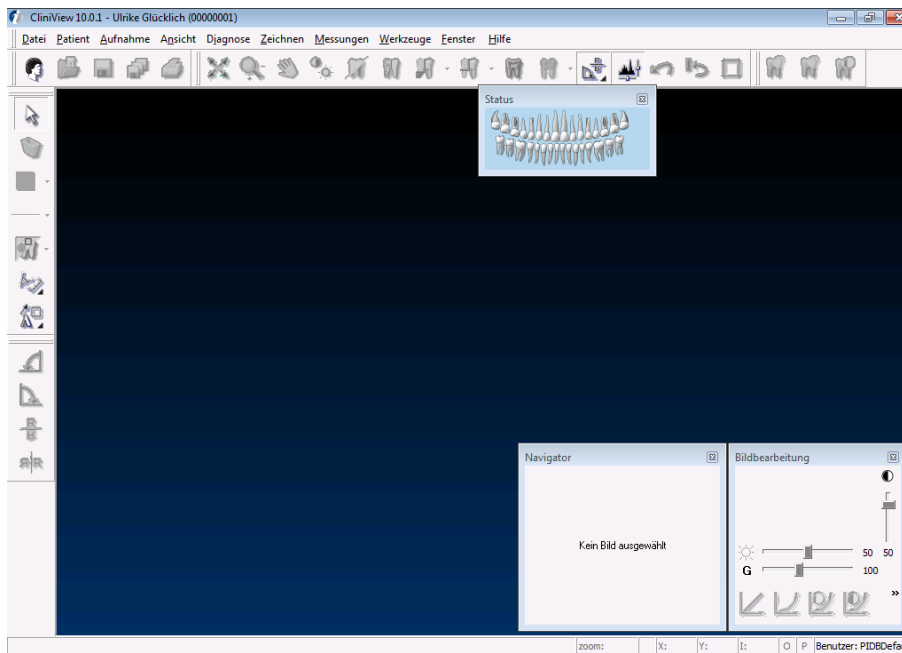 CliniView 10.0.1 - Ulrike Glücklich (00000001)
Datei Patient Aufnahme Ansicht Diagnose Zeichnen Messungen Werkzeuge Fenster Hilfe
Status
Navigator
Kein Bild ausgewählt
Bildbearbeitung
50 50
G 100
»
R
R
R R
zoom: X: Y: I: O P Benutzer: PIDBDefau